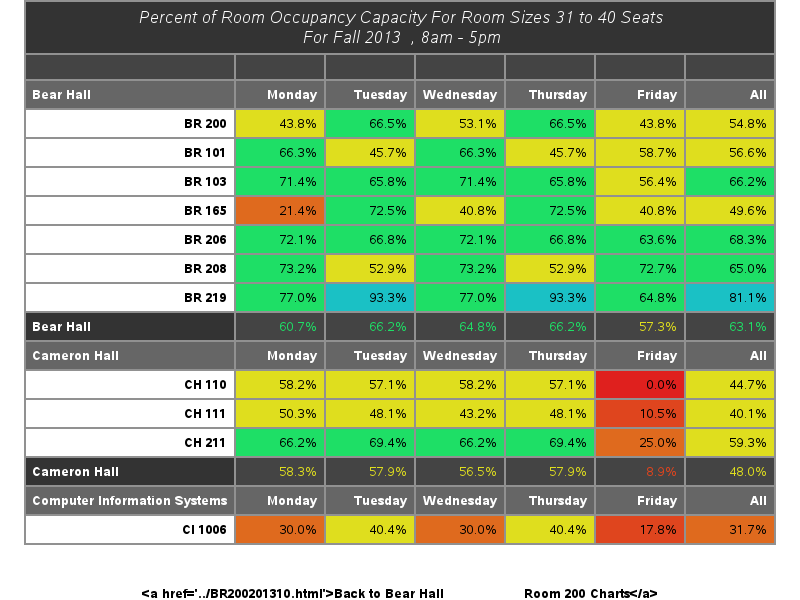 Percent of Room Occupancy Capacity For Room Sizes 31 to 40 Seats
For Fall 2013 , 8am - 5pm
Bear Hall Monday Tuesday Wednesday Thursday Friday All
BR 200 43.8% 66.5% 53.1% 66.5% 43.8% 54.8%
BR 101 66.3% 45.7% 66.3% 45.7% 58.7% 56.6%
BR 103 71.4% 65.8% 71.4% 65.8% 56.4% 66.2%
BR 165 21.4% 72.5% 40.8% 72.5% 40.8% 49.6%
BR 206 72.1% 66.8% 72.1% 66.8% 63.6% 68.3%
BR 208 73.2% 52.9% 73.2% 52.9% 72.7% 65.0%
BR 219 77.0% 93.3% 77.0% 93.3% 64.8% 81.1%
Bear Hall 60.7% 66.2% 64.8% 66.2% 57.3% 63.1%
Cameron Hall Monday Tuesday Wednesday Thursday Friday All
CH 110 58.2% 57.1% 58.2% 57.1% 0.0% 44.7%
CH 111 50.3% 48.1% 43.2% 48.1% 10.5% 40.1%
CH 211 66.2% 69.4% 66.2% 69.4% 25.0% 59.3%
Cameron Hall 58.3% 57.9% 56.5% 57.9% 8.9% 48.0%
Computer Information Systems Monday Tuesday Wednesday Thursday Friday All
CI 1006 30.0% 40.4% 30.0% 40.4% 17.8% 31.7%
<a href='../BR200201310.html'>Back to Bear Hall Room 200 Charts</a>